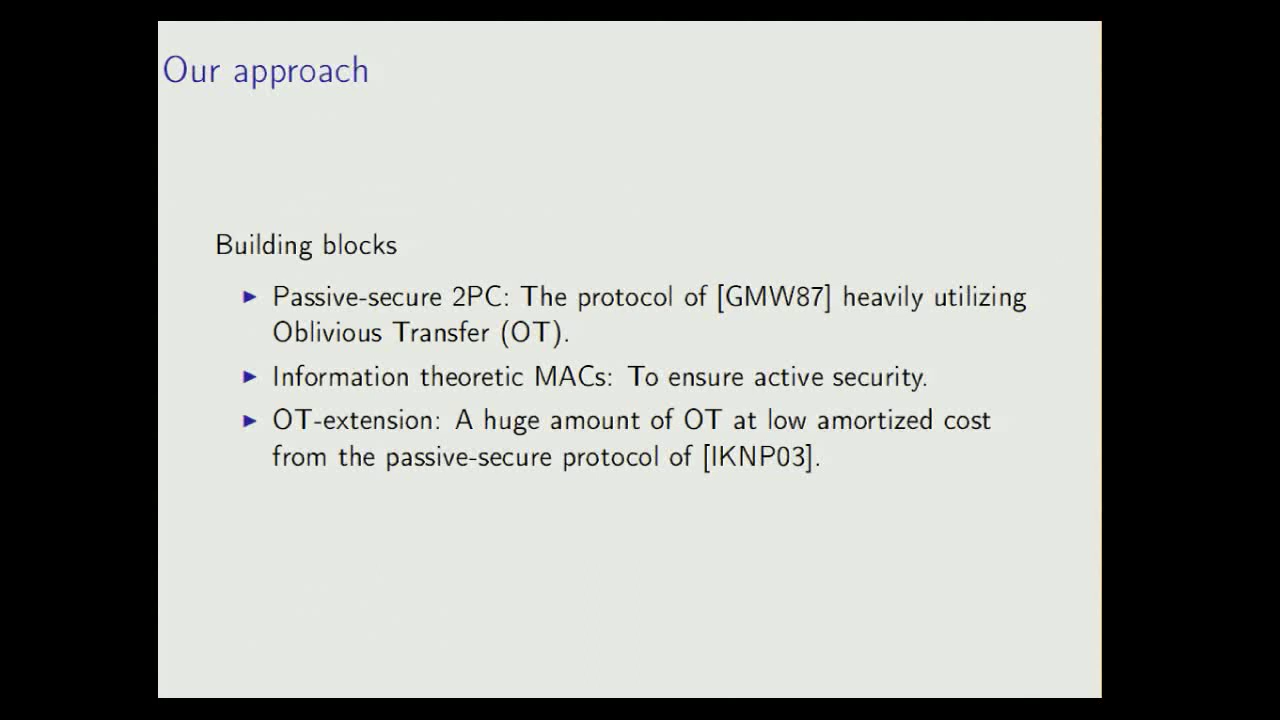 Our approach
Building blocks
▶ Passive-secure 2PC: The protocol of [GMW87] heavily utilizing
Oblivious Transfer (OT).
▶ Information theoretic MACs: To ensure active security.
▶ OT-extension: A huge amount of OT at low amortized cost
from the passive-secure protocol of [IKNP03].